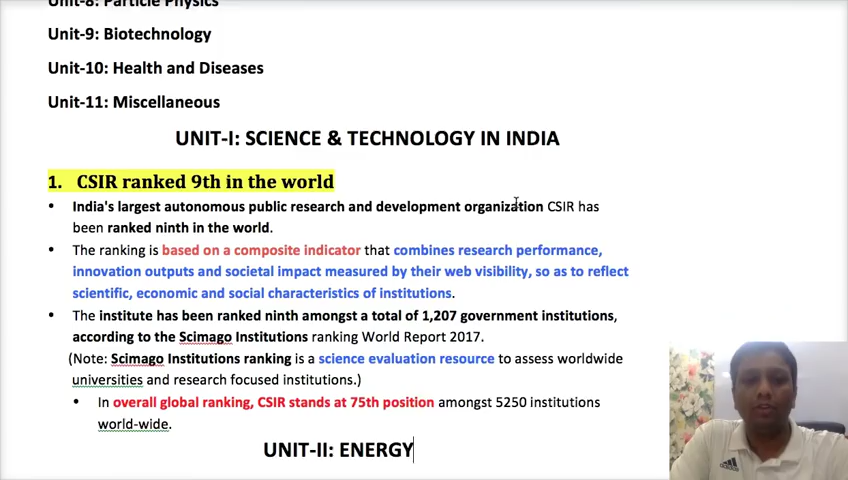 Unit-8: Particle Physics
Unit-9: Biotechnology
Unit-10: Health and Diseases
Unit-11: Miscellaneous
UNIT-I: SCIENCE & TECHNOLOGY IN INDIA
1. CSIR ranked 9th in the world
• India's largest autonomous public research and development organization CSIR has
been ranked ninth in the world.
• The ranking is based on a composite indicator that combines research performance,
innovation outputs and societal impact measured by their web visibility, so as to reflect
scientific, economic and social characteristics of institutions.
• The institute has been ranked ninth amongst a total of 1,207 government institutions,
according to the Scimago Institutions ranking World Report 2017.
(Note: Scimago Institutions ranking is a science evaluation resource to assess worldwide
universities and research focused institutions.)
• In overall global ranking, CSIR stands at 75th position amongst 5250 institutions
world-wide.
UNIT-II: ENERGY
adidas